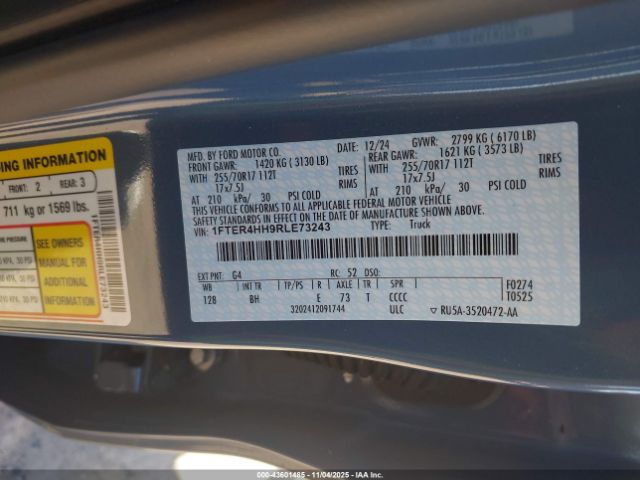 MFD. BY FORD MOTOR CO.
12/24
GVWR: 2799 KG ( 6170 LB)
FRONT GAWR: 1420 KG ( 3130 LB)
REAR GAWR: 1621 KG ( 3573 LB)
WITH 255/70R17 112T TIRES
WITH 255/70R17 112T TIRES
17x7.5J RIMS
17x7.5J RIMS
AT 210 kPa/ 30 PSI COLD
AT 210 kPa/ 30 PSI COLD
THIS VEHICLE CONFORMS TO ALL APPLICABLE FEDERAL MOTOR VEHICLE
SAFETY STANDARDS IN EFFECT ON THE DATE OF MANUFACTURE SHOWN ABOVE.
VIN: 1FTER4HH9RLE73243
TYPE: Truck
EXT PNT: G4 RC: 52 DSO:
WB INT TR TP/PS R AXLE TR SPR
128 BH E 73 T CCCC
F0274
T0525
3202412091744
ULC
▽ RU5A-3520472-AA
DING INFORMATION
FRONT: 2 REAR: 3
711 kg or 1569 lbs.
SEE OWNERS
MANUAL FOR
ADDITIONAL
INFORMATION
1FTER4HH9RLE73243
000-43601485 - 11/04/2025 - IAAI.COM